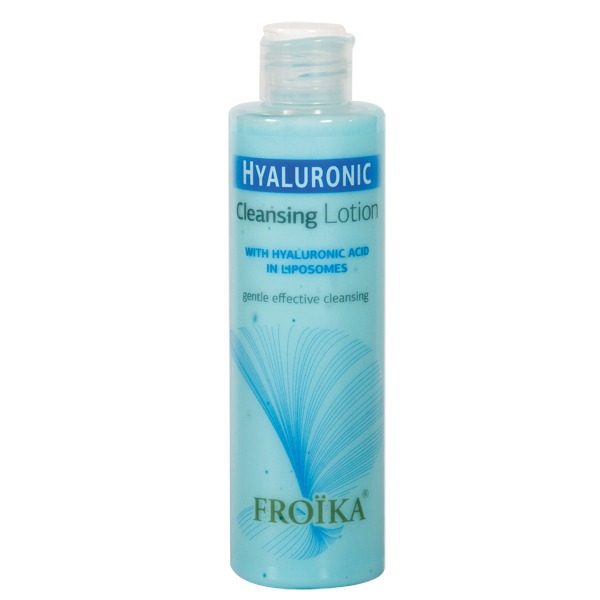 HYALURONIC
Cleansing Lotion
WITH HYALURONIC ACID
IN LIPOSOMES
gentle effective cleansing
FROÏKA®